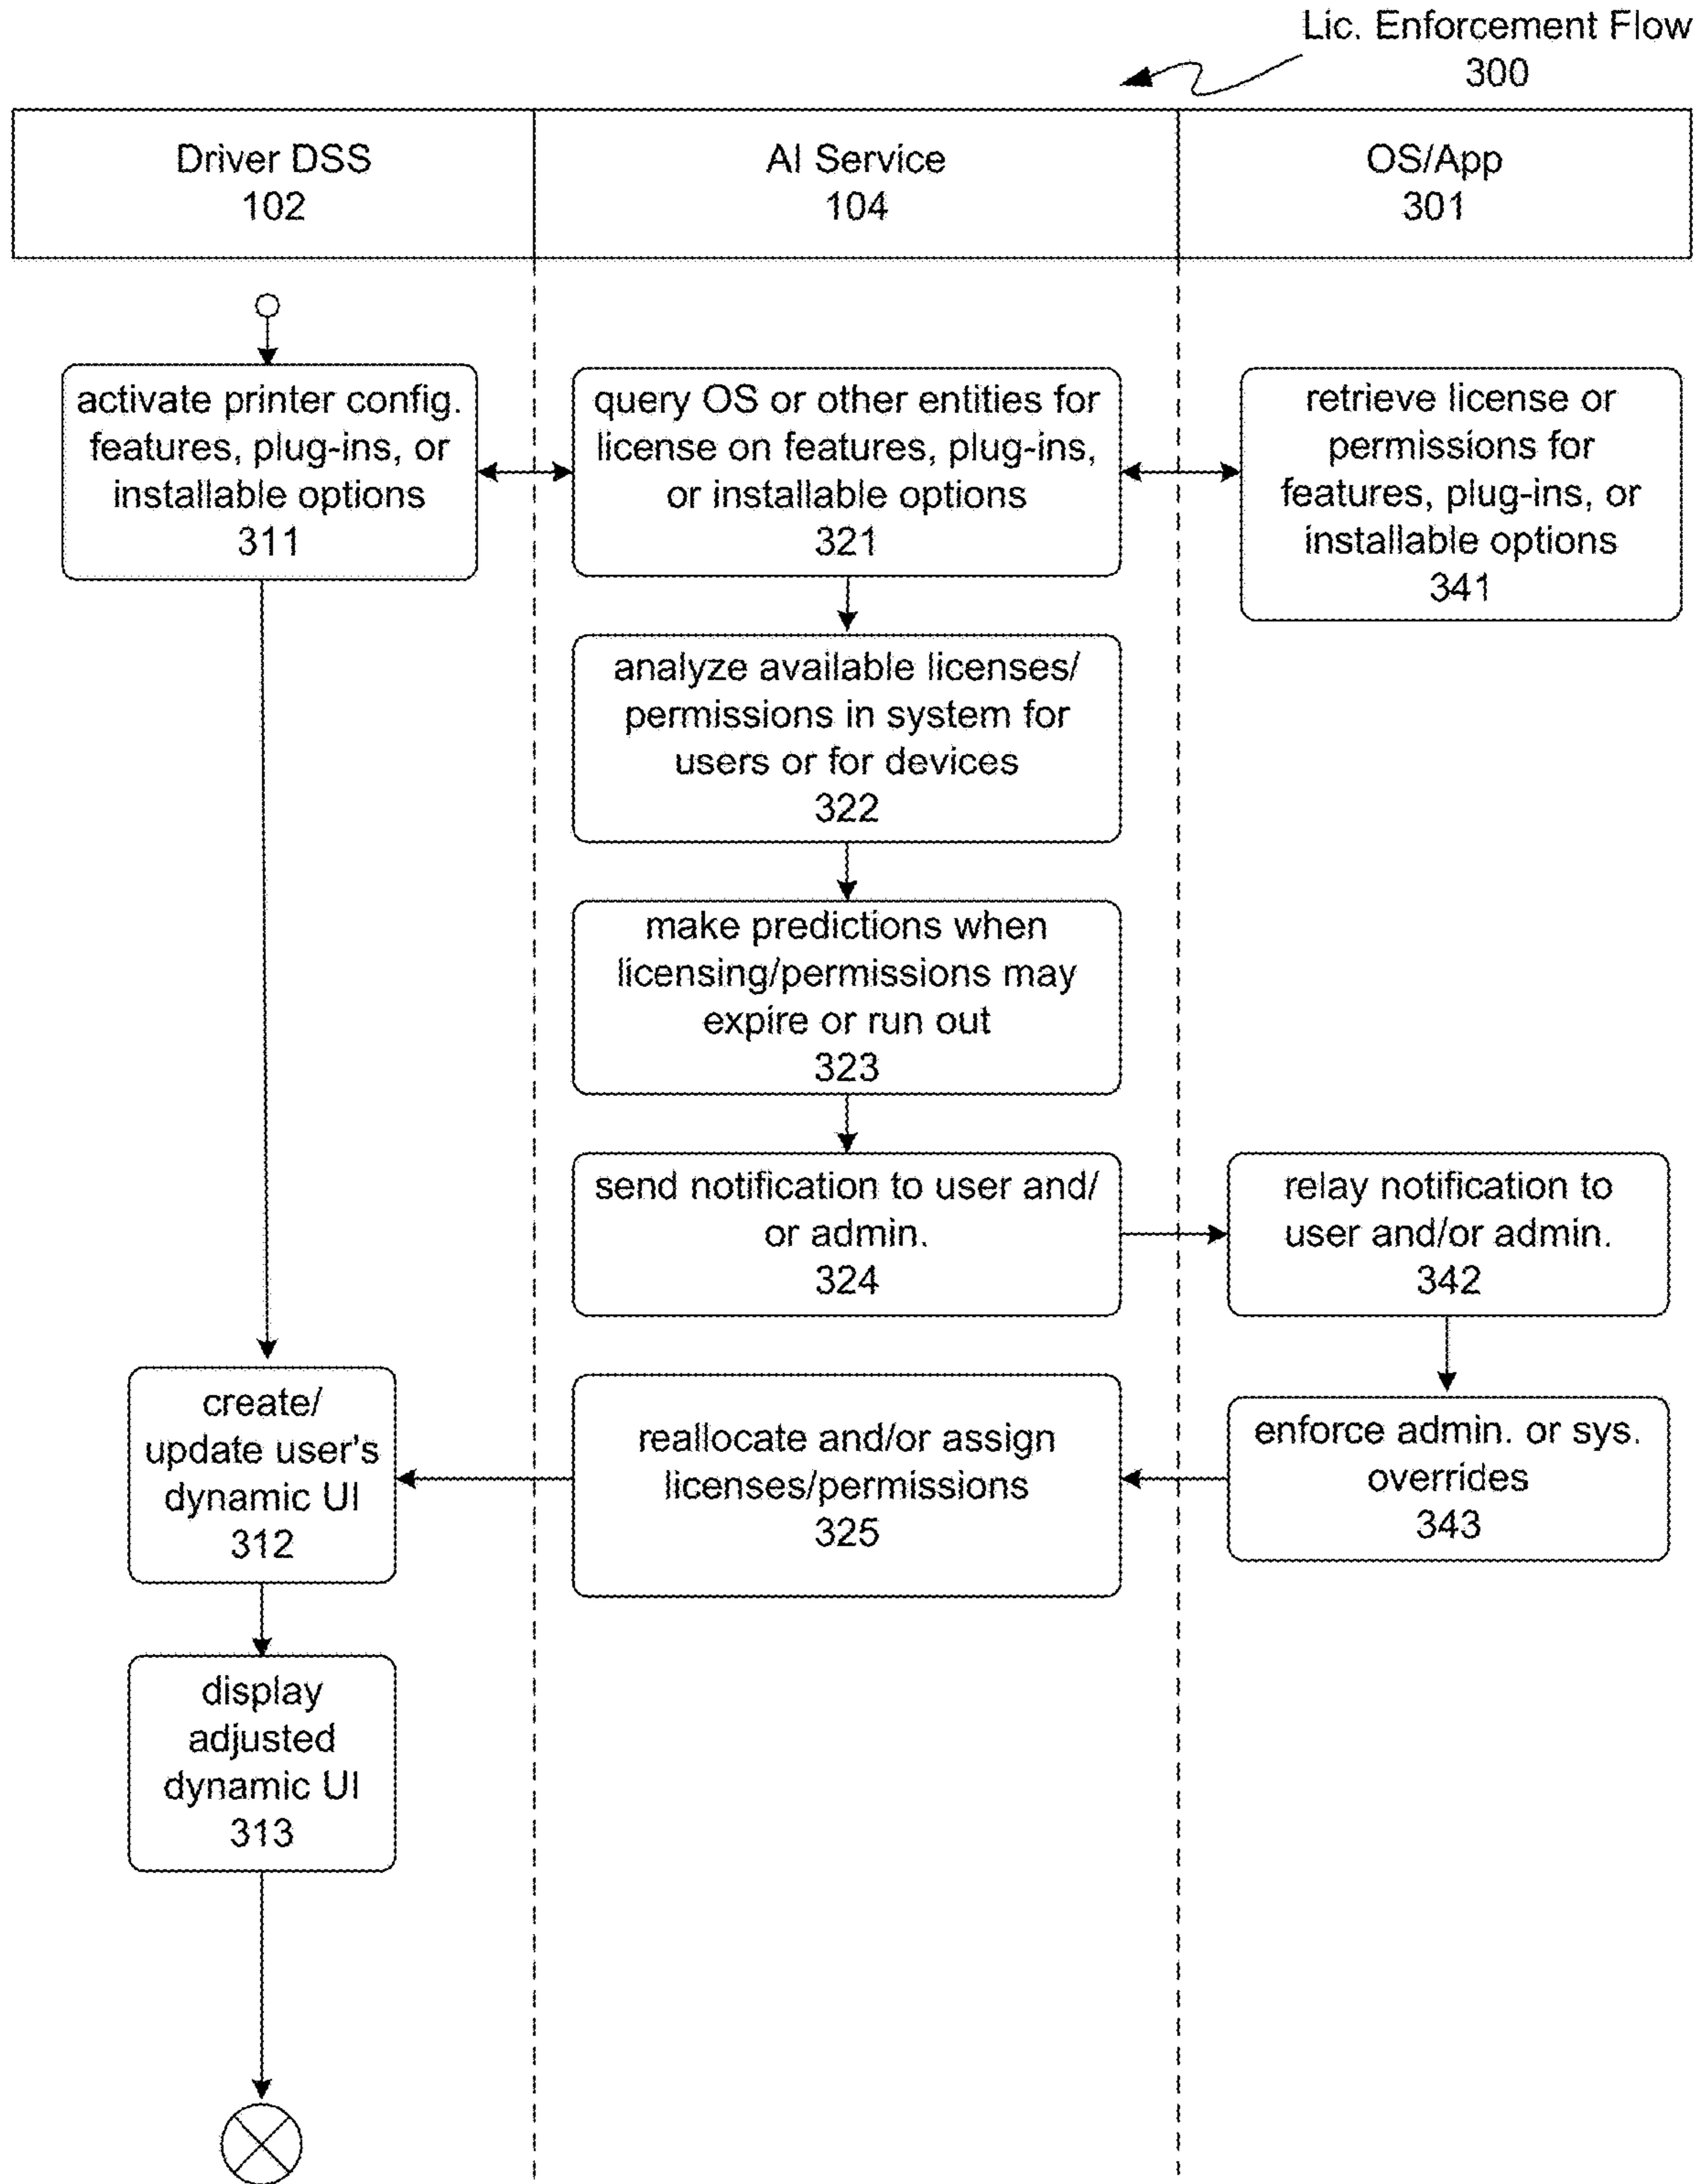 Lic. Enforcement Flow
300
Driver DSS
102
AI Service
104
OS/App
301
activate printer config.
features, plug-ins, or
installable options
311
query OS or other entities for
license on features, plug-ins,
or installable options
321
retrieve license or
permissions for
features, plug-ins, or
installable options
341
analyze available licenses/
permissions in system for
users or for devices
322
make predictions when
licensing/permissions may
expire or run out
323
send notification to user and/
or admin.
324
relay notification to
user and/or admin.
342
create/
update user's
dynamic UI
312
reallocate and/or assign
licenses/permissions
325
enforce admin. or sys.
overrides
343
display
adjusted
dynamic UI
313